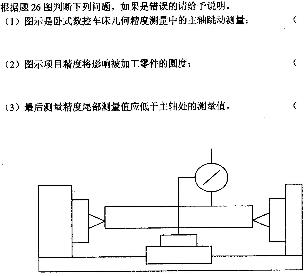 根据题26图判断下列问题，如果是错误的请给予说明。
(1) 图示是卧式数控车床几何精度测量中的主轴跳动测量； (
(2) 图示项目精度将影响被加工零件的圆度； (
(3) 最后测量精度尾部测量值应低于主轴处的测量值。 (